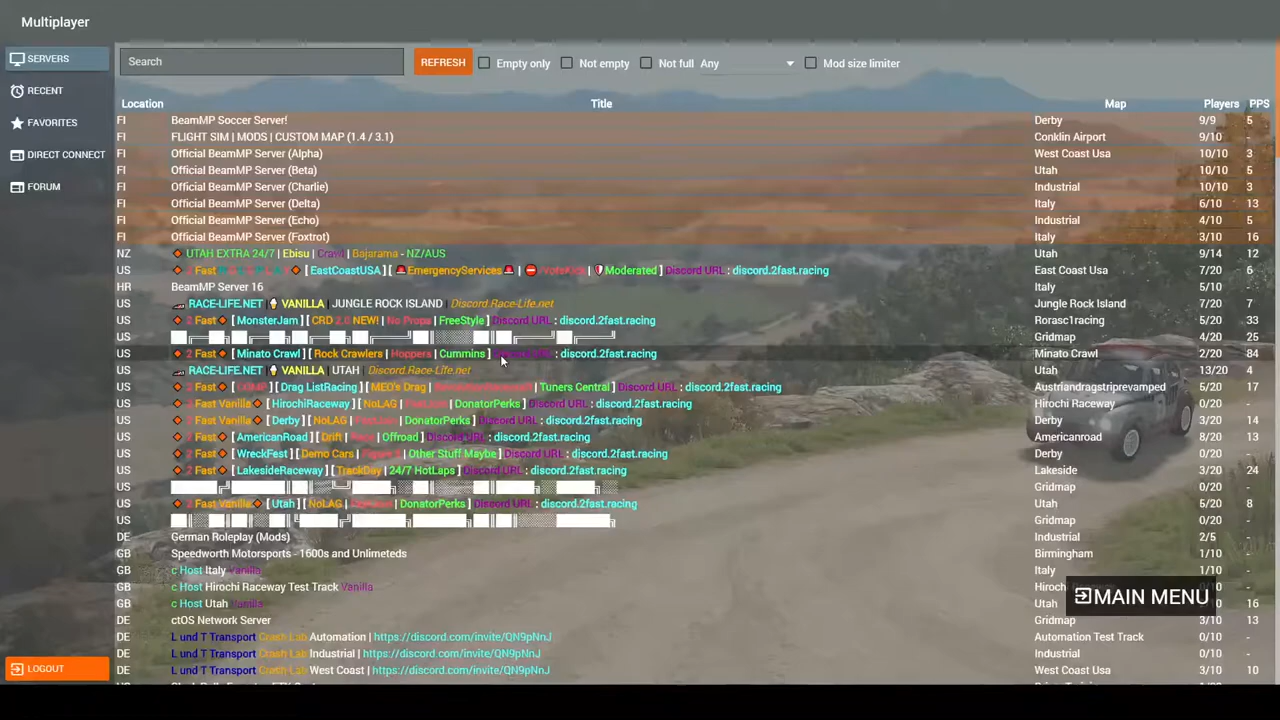 Multiplayer
SERVERS
RECENT
FAVORITES
DIRECT CONNECT
FORUM
LOGOUT
Search REFRESH Empty only Not empty Not full Any Mod size limiter
Location Title Map Players PPS
FI BeamMP Soccer Server! Derby 9/9 5
FI FLIGHT SIM | MODS | CUSTOM MAP (1.4 / 3.1) Conklin Airport 9/10 -
FI Official BeamMP Server (Alpha) West Coast Usa 10/10 3
FI Official BeamMP Server (Beta) Utah 10/10 5
FI Official BeamMP Server (Charlie) Industrial 10/10 3
FI Official BeamMP Server (Delta) Italy 6/10 13
FI Official BeamMP Server (Echo) Industrial 4/10 5
FI Official BeamMP Server (Foxtrot) Italy 3/10 16
NZ UTAH EXTRA 24/7 | Ebisu | Crawl | Bajarama - NZ/AUS Utah 9/14 12
US 2 Fast [ EastCoastUSA ] [ EmergencyServices | VoteKick | Moderated ] Discord URL : discord.2fast.racing East Coast Usa 7/20 6
HR BeamMP Server 16 Italy 5/10 -
US RACE-LIFE.NET | VANILLA | JUNGLE ROCK ISLAND | Discord.Race-Life.net Jungle Rock Island 7/20 7
US 2 Fast [ MonsterJam ] [ CRD 2.0 NEW! | No Props | FreeStyle ] Discord URL : discord.2fast.racing Rorasc1racing 5/20 33
US Gridmap 4/20 25
US 2 Fast [ Minato Crawl ] [ Rock Crawlers | Hoppers | Cummins ] : discord.2fast.racing Minato Crawl 2/20 84
US RACE-LIFE.NET | VANILLA | UTAH | Discord.Race-Life.net Utah 13/20 4
US 2 Fast [ COMP ] [ Drag ListRacing ] [ MEO's Drag | | Tuners Central ] Discord URL : discord.2fast.racing Austriandragstriprevamped 5/20 17
US 2 Fast Vanilla [ HirochiRaceway ] [ NoLAG | | DonatorPerks ] Discord URL : discord.2fast.racing Hirochi Raceway 0/20 -
US 2 Fast Vanilla [ Derby ] [ NoLAG | | DonatorPerks ] Discord URL : discord.2fast.racing Derby 3/20 14
US 2 Fast [ AmericanRoad ] [ Drift | Race | Offroad ] Discord URL : discord.2fast.racing Americanroad 8/20 13
US 2 Fast [ WreckFest ] [ Demo Cars | Figure 8 | Other Stuff Maybe ] Discord URL : discord.2fast.racing Derby 0/20 -
US 2 Fast [ LakesideRaceway ] [ TrackDay | 24/7 HotLaps ] Discord URL : discord.2fast.racing Lakeside 3/20 24
US Gridmap 0/20 -
US 2 Fast Vanilla [ Utah ] [ NoLAG | | DonatorPerks ] Discord URL : discord.2fast.racing Utah 5/20 8
US Gridmap 0/20 -
DE German Roleplay (Mods) Industrial 2/5 -
GB Speedworth Motorsports - 1600s and Unlimiteds Birmingham 1/10 -
GB c Host Italy Vanilla Italy 1/10 -
GB c Host Hirochi Raceway Test Track Vanilla
GB c Host Utah Vanilla Utah 16
DE ctOS Network Server Gridmap 3/10 13
DE L und T Transport Crash Lab Automation | https://discord.com/invite/QN9pNnJ Automation Test Track 0/10 -
DE L und T Transport Crash Lab Industrial | https://discord.com/invite/QN9pNnJ Industrial 0/10 -
DE L und T Transport Crash Lab West Coast | https://discord.com/invite/QN9pNnJ West Coast Usa 3/10 10
MAIN MENU